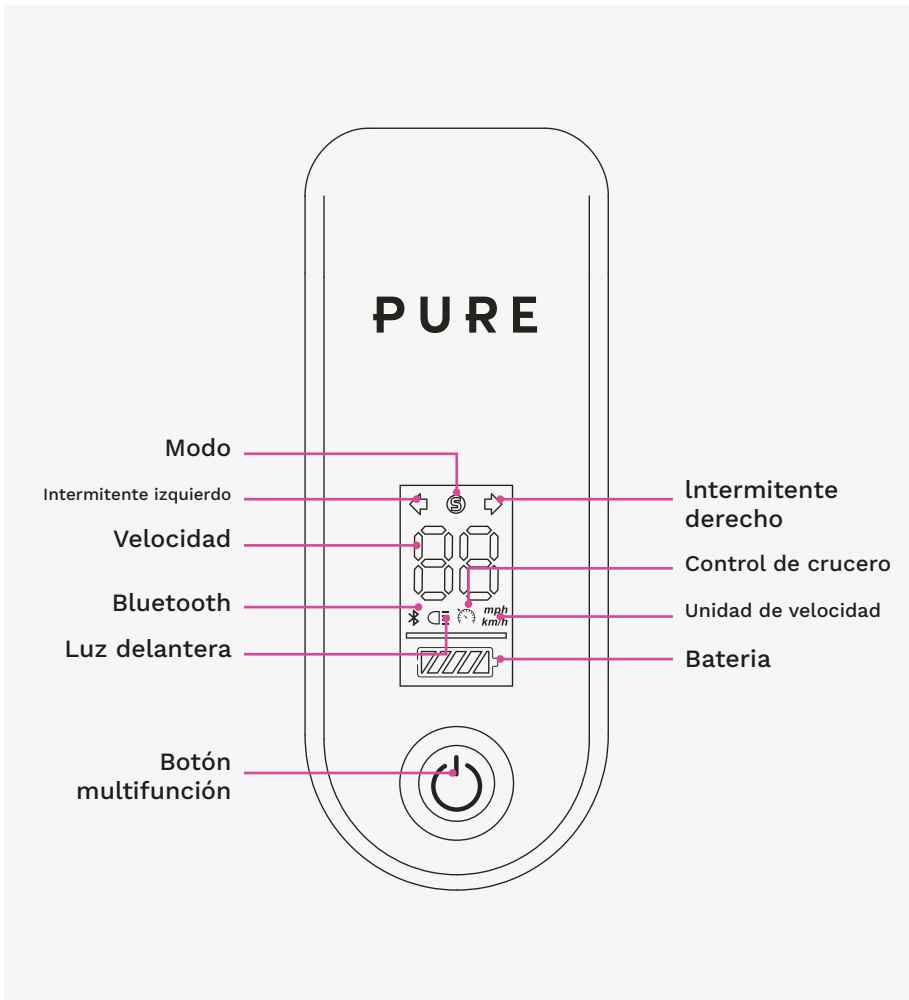 PURE
Modo
Intermitente izquierdo
Velocidad
Bluetooth
Luz delantera
Botón
multifunción
S
mph
km/h
Intermitente
derecho
Control de crucero
Unidad de velocidad
Bateria